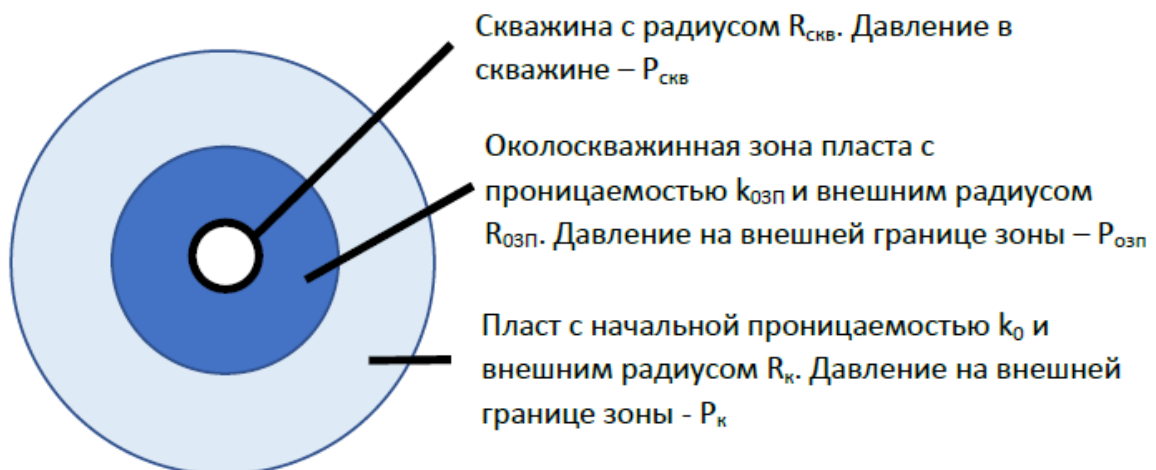 Скважина с радиусом Rскв. Давление в
скважине – Pскв
Околоскважинная зона пласта с
проницаемостью kОЗП и внешним радиусом
RОЗП. Давление на внешней границе зоны – Pозп
Пласт с начальной проницаемостью k0 и
внешним радиусом Rк. Давление на внешней
границе зоны - Pк